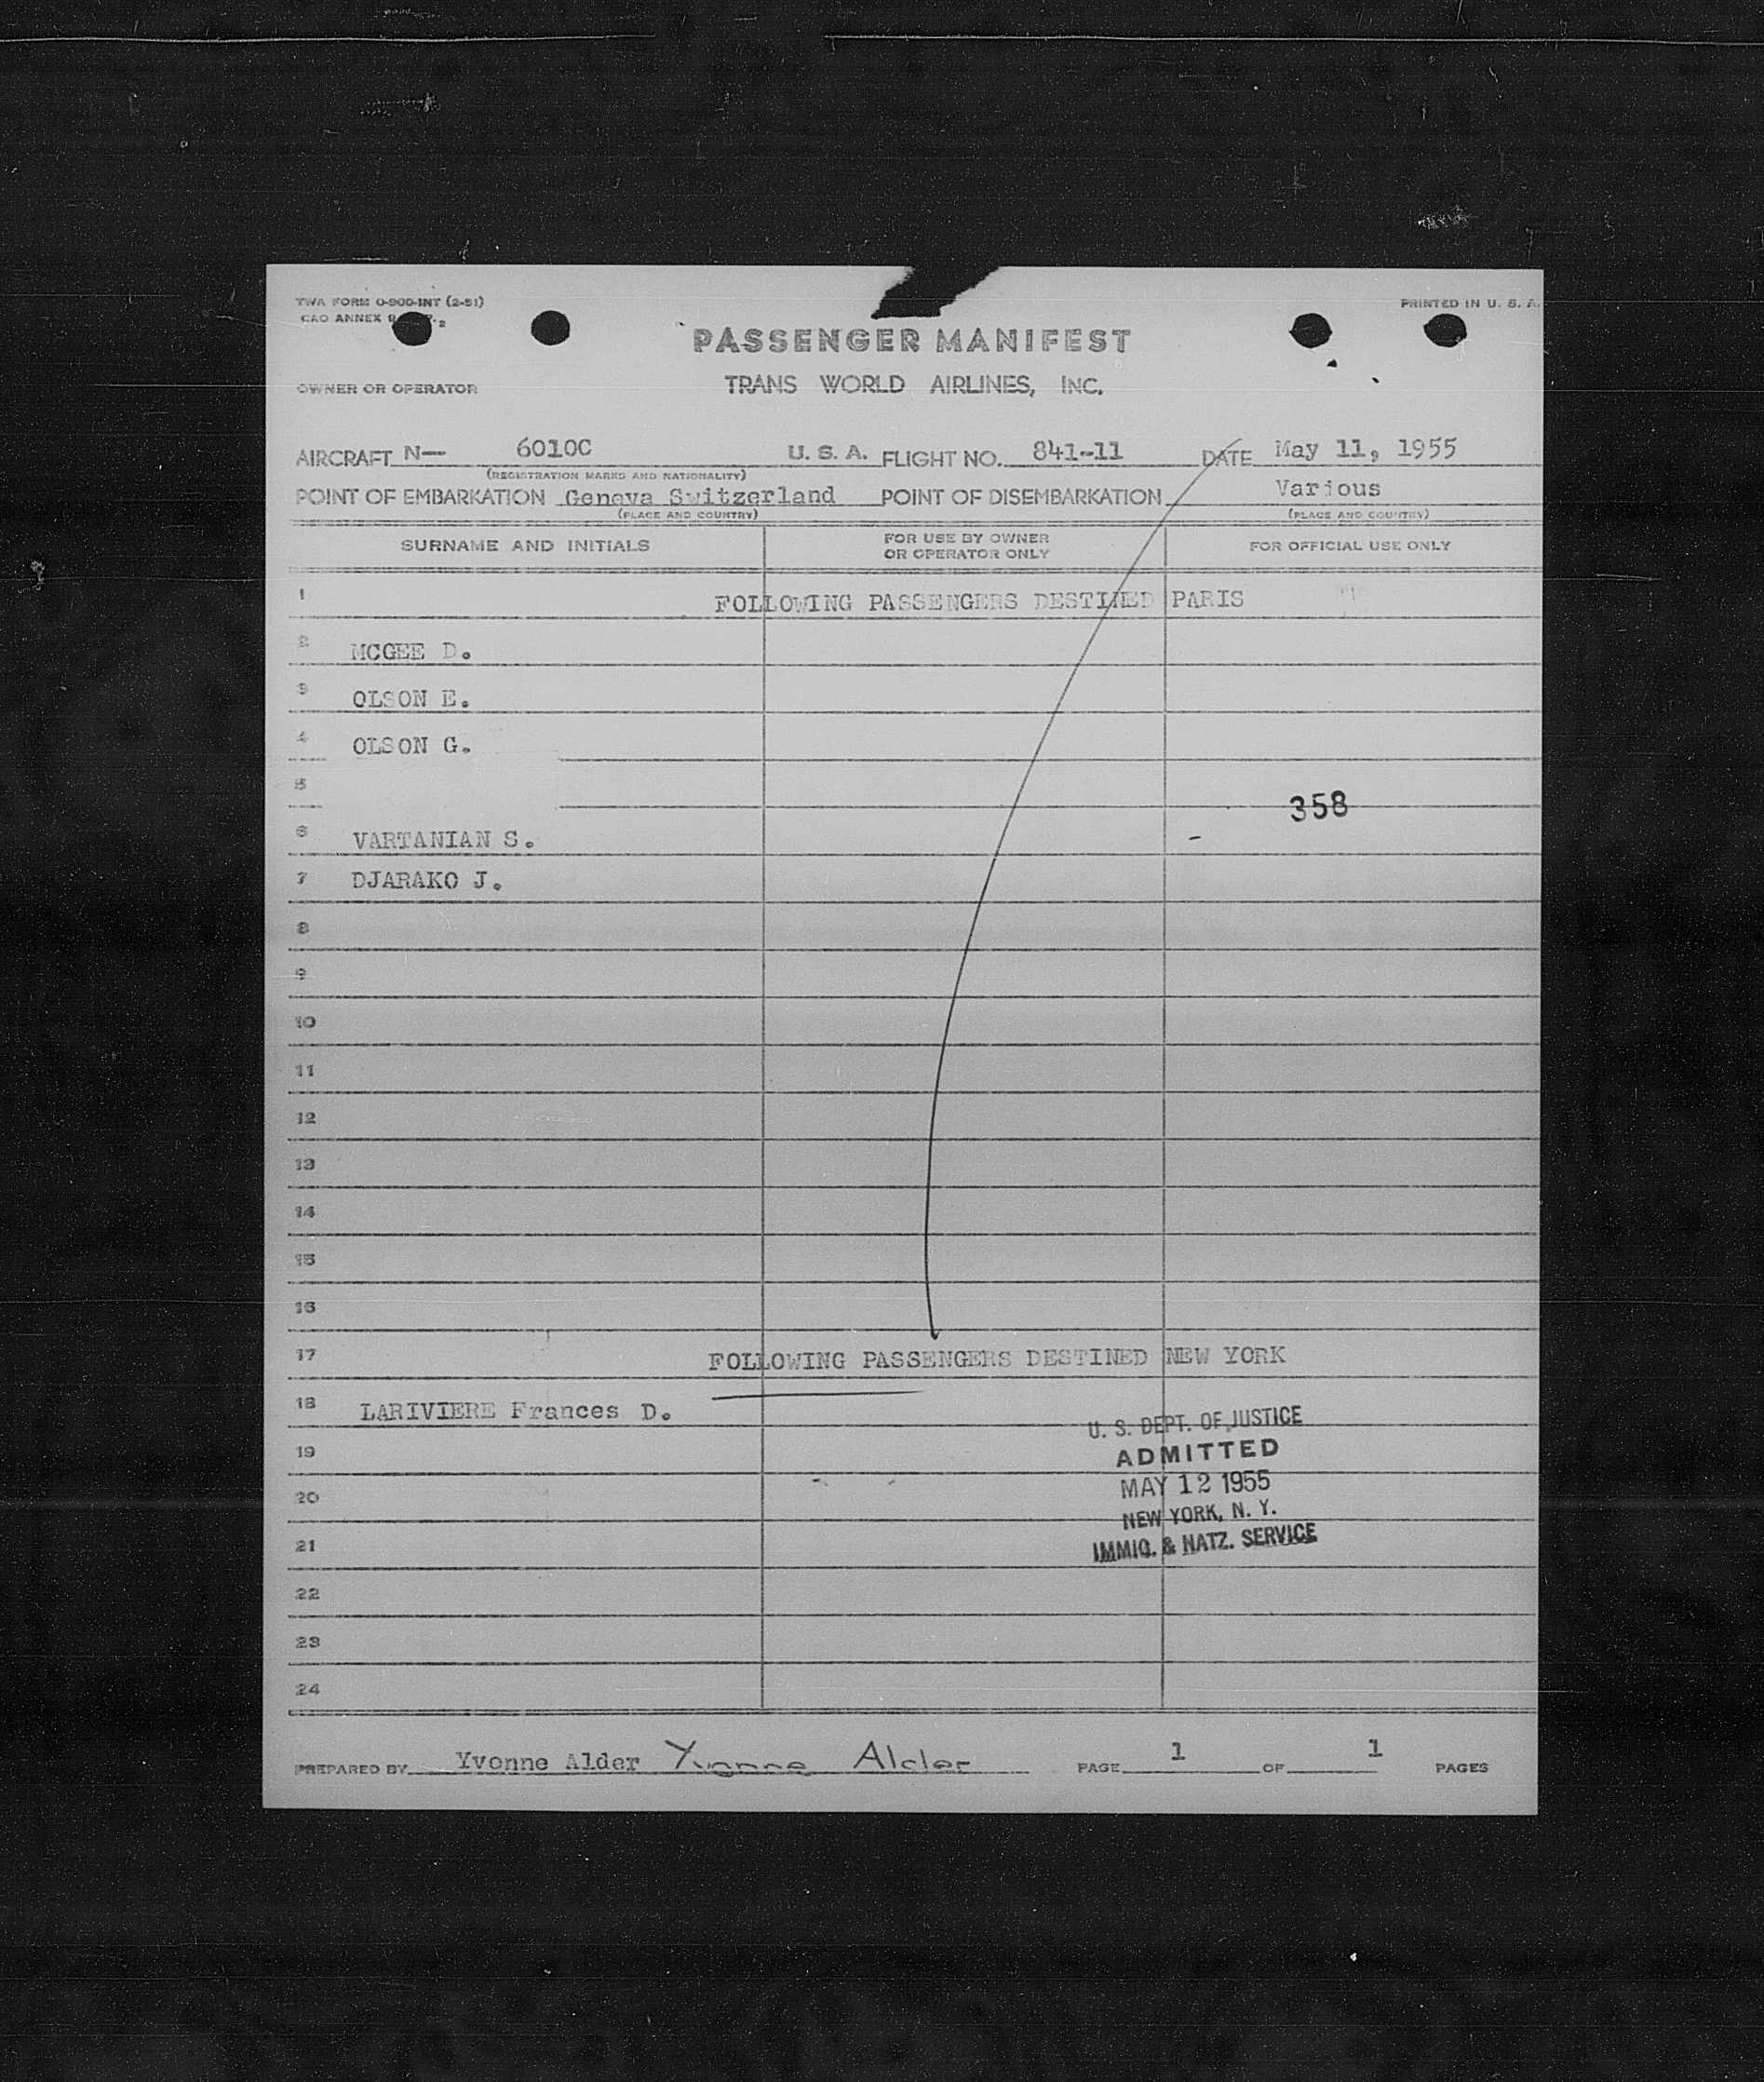 TWA FORM O-900-INT (2-51)
PRINTED IN U. S. A.
CAO ANNEX
PASSENGER MANIFEST
OWNER OR OPERATOR
TRANS WORLD AIRLINES, INC.
AIRCRAFT N— 6010C U. S. A. FLIGHT NO. 841-11 DATE May 11, 1955
(REGISTRATION MARKS AND NATIONALITY)
POINT OF EMBARKATION Geneva Switzerland POINT OF DISEMBARKATION Various
(PLACE AND COUNTRY) (PLACE AND COUNTRY)
SURNAME AND INITIALS FOR USE BY OWNER OR OPERATOR ONLY FOR OFFICIAL USE ONLY
1 FOLLOWING PASSENGERS DESTINED PARIS
2 MCGEE D.
3 OLSON E.
4 OLSON G.
5 358
6 VARTANIAN S. -
7 DJARAKO J.
8
9
10
11
12
13
14
15
16
17 FOLLOWING PASSENGERS DESTINED NEW YORK
18 LARIVIERE Frances D.
U. S. DEPT. OF JUSTICE
19 ADMITTED
20 MAY 12 1955
NEW YORK, N. Y.
21 IMMIG. & NATZ. SERVICE
22
23
24
PREPARED BY Yvonne Alder Yvonne Alder PAGE 1 OF 1 PAGES